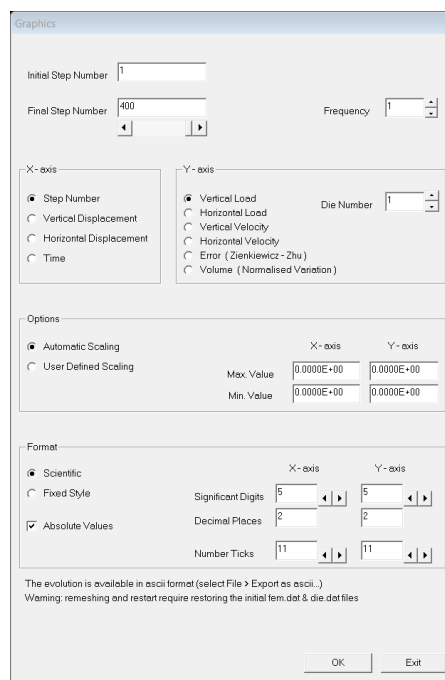 Graphics
Initial Step Number 1
Final Step Number 400
Frequency 1
X - axis
Step Number
Vertical Displacement
Horizontal Displacement
Time
Y - axis
Vertical Load
Horizontal Load
Vertical Velocity
Horizontal Velocity
Error ( Zienkiewicz - Zhu )
Volume ( Normalised Variation )
Die Number 1
Options
Automatic Scaling
User Defined Scaling
X - axis Y - axis
Max. Value 0.0000E+00 0.0000E+00
Min. Value 0.0000E+00 0.0000E+00
Format
Scientific
Fixed Style
Absolute Values
X - axis Y - axis
Significant Digits 5 5
Decimal Places 2 2
Number Ticks 11 11
The evolution is available in ascii format (select File > Export as ascii...)
Warning: remeshing and restart require restoring the initial fem.dat & die.dat files
OK Exit